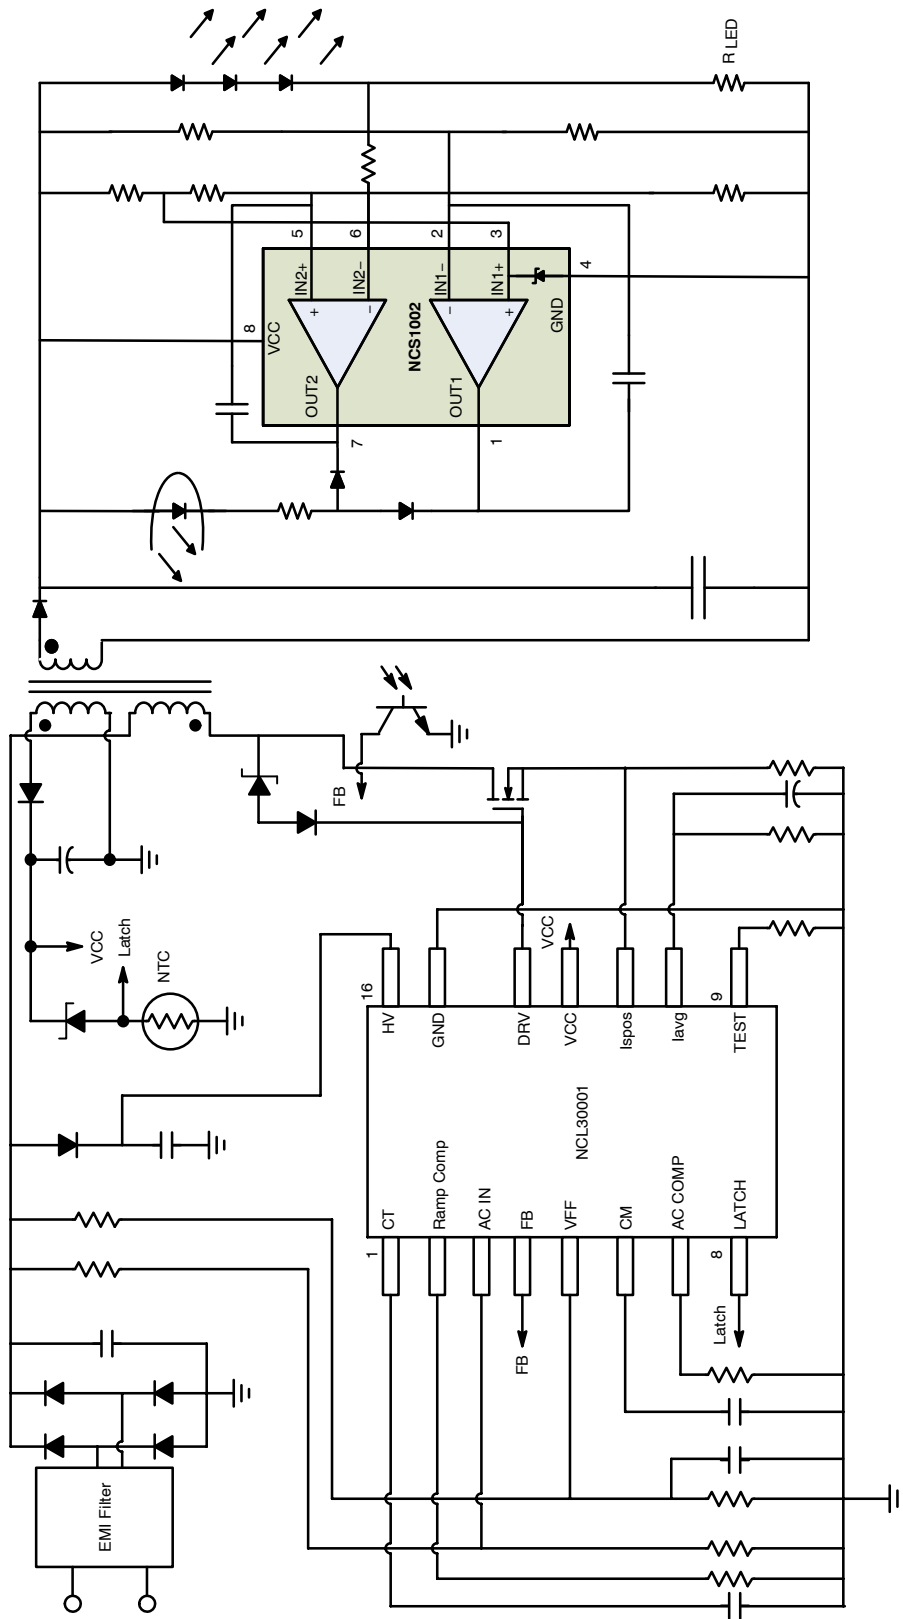 EMI Filter
VCC
Latch
NTC
FB
R LED
8
VCC
5
IN2+
6
IN2−
2
IN1−
3
IN1+
4
GND
+
−
−
+
NCS1002
OUT2
7
OUT1
1
1
CT
Ramp Comp
AC IN
FB
VFF
CM
AC COMP
8
LATCH
NCL30001
16
HV
GND
DRV
VCC
Ispos
Iavg
9
TEST
VCC
FB
Latch